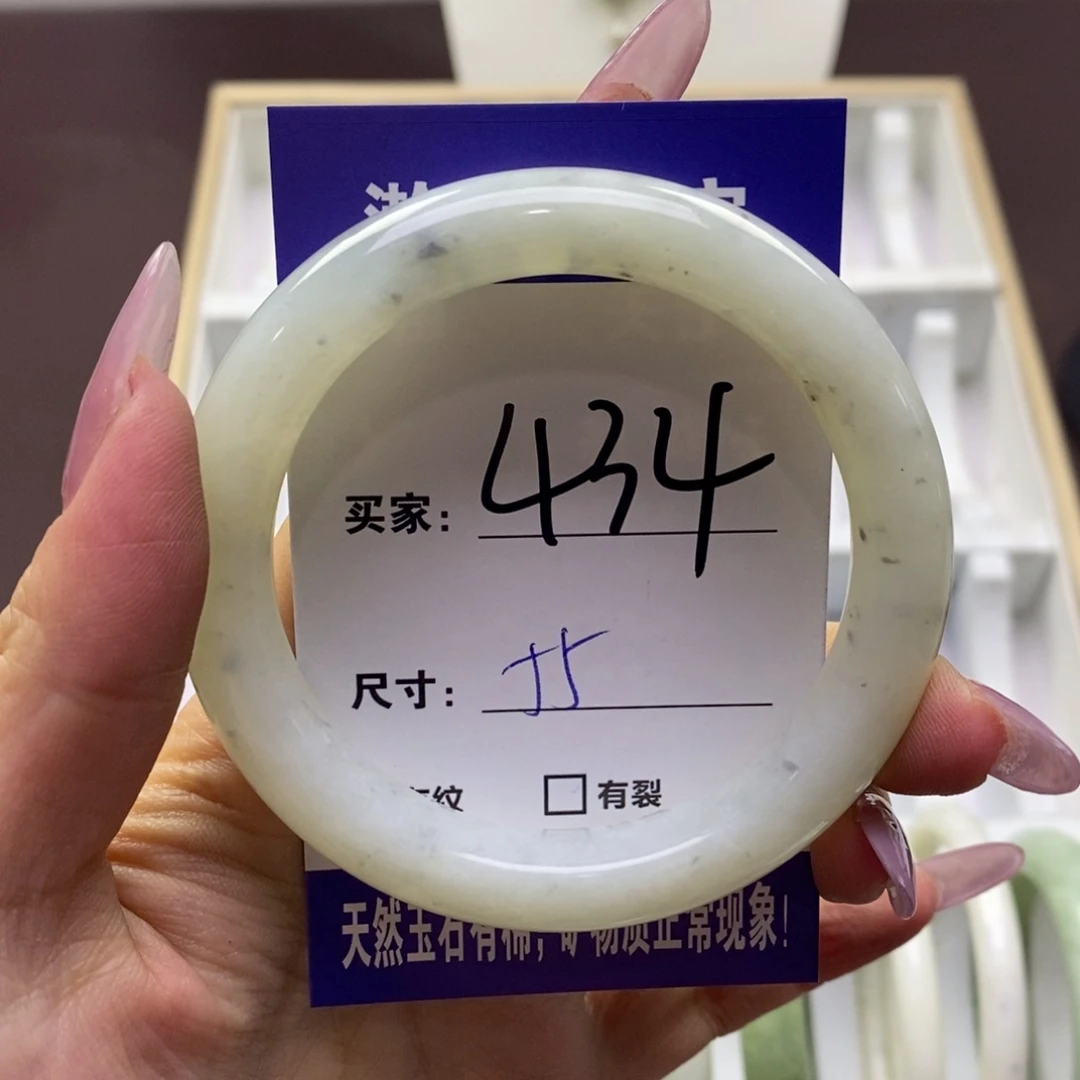 买家: 434
尺寸: 55
纹 □有裂
天然玉石有棉, 矿物质正常现象!